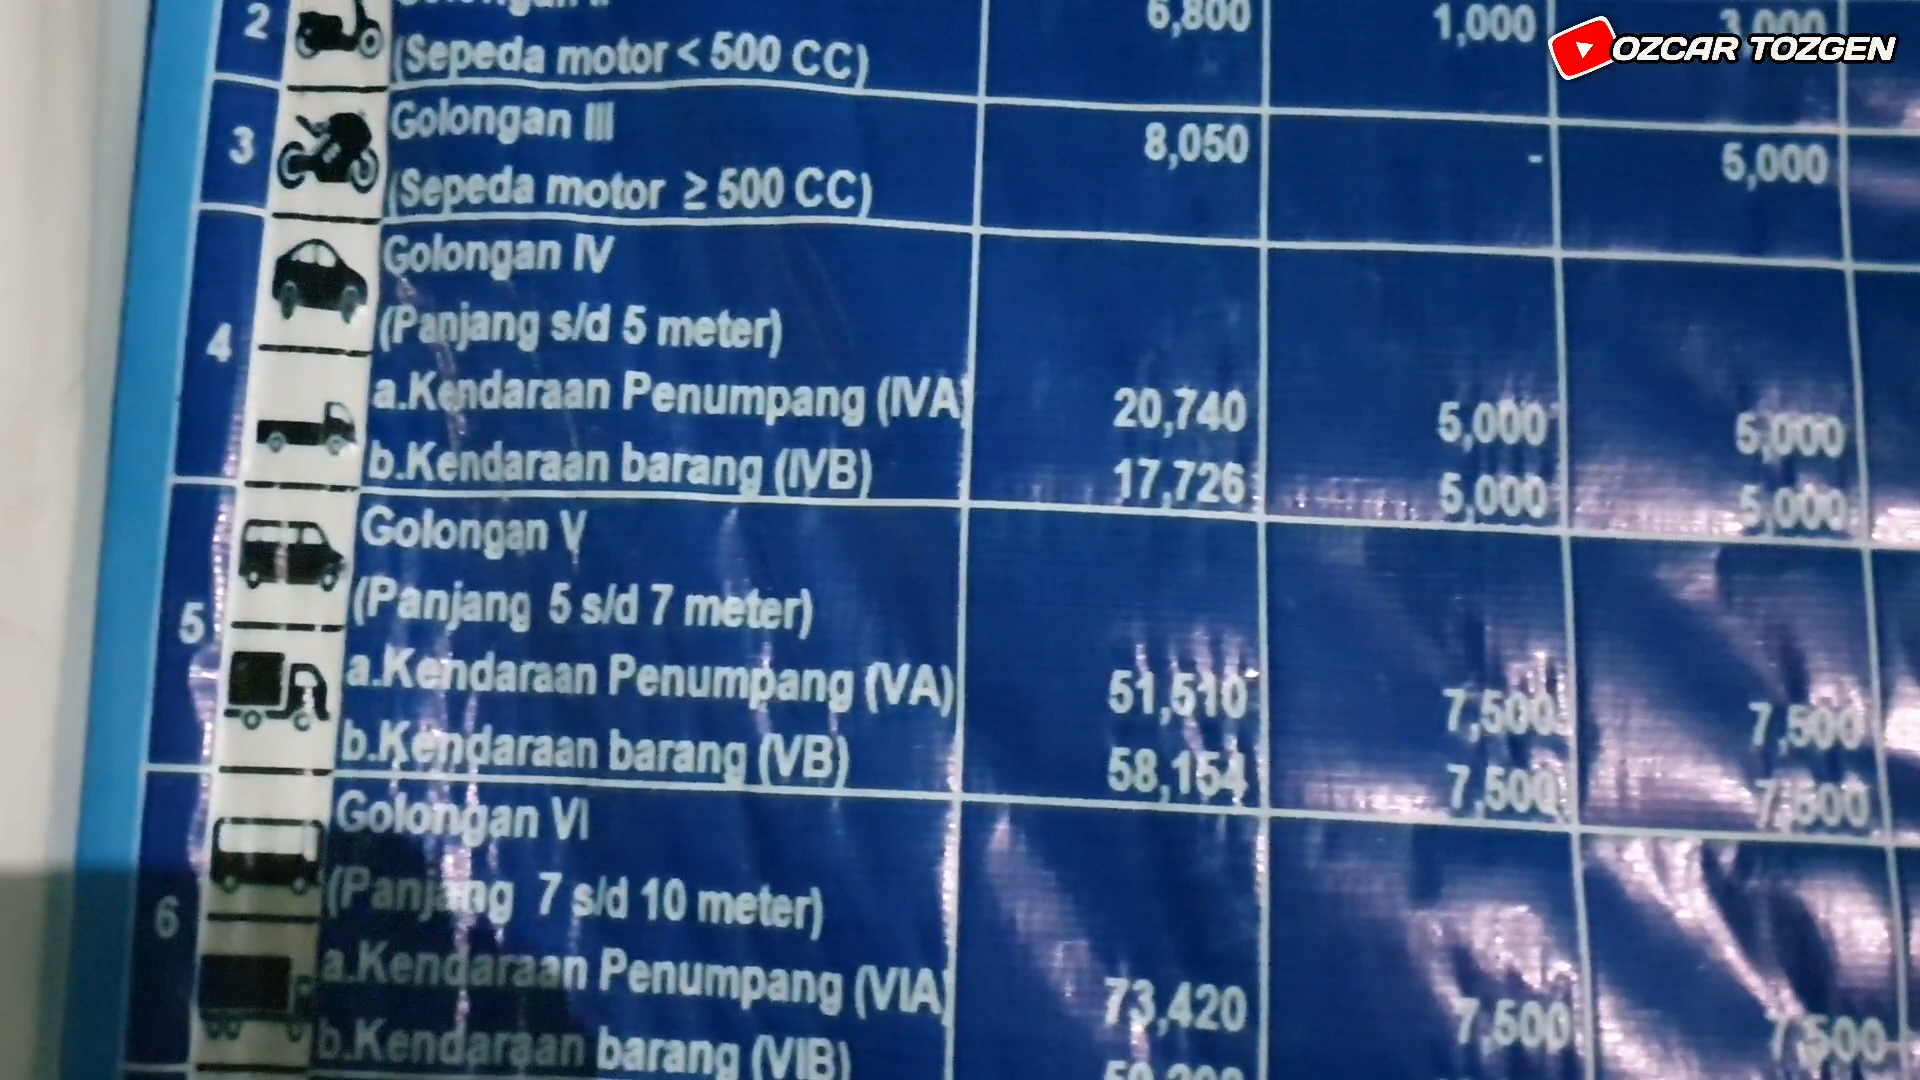 OZCAR TOZGEN
2 6,800 1,000 3,000
(Sepeda motor < 500 CC)
3 Golongan III 8,050 - 5,000
(Sepeda motor ≥ 500 CC)
4 Golongan IV
(Panjang s/d 5 meter)
a.Kendaraan Penumpang (IVA) 20,740 5,000 5,000
b.Kendaraan barang (IVB) 17,726 5,000 5,000
5 Golongan V
(Panjang 5 s/d 7 meter)
a.Kendaraan Penumpang (VA) 51,510 7,500 7,500
b.Kendaraan barang (VB) 58,154 7,500 7,500
6 Golongan VI
(Panjang 7 s/d 10 meter)
a.Kendaraan Penumpang (VIA) 73,420 7,500 7,500
b.Kendaraan barang (VIB)